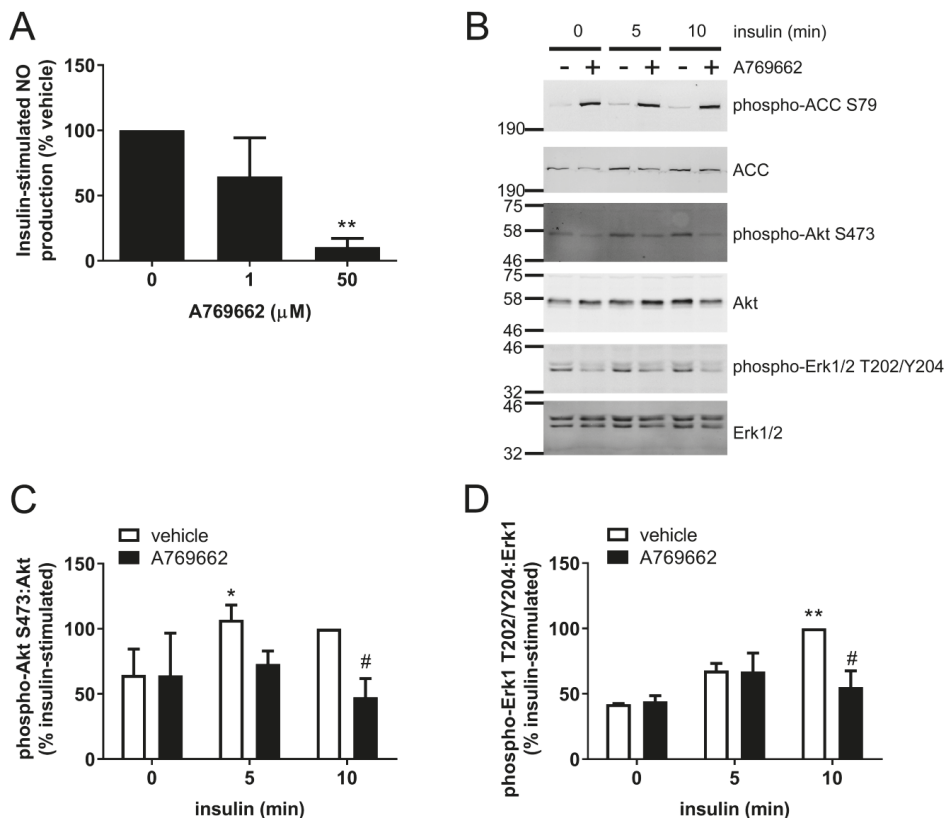 A
Insulin-stimulated NO
production (% vehicle)
150
100
50
0
**
0 1 50
A769662 (μM)
B
0 5 10 insulin (min)
- + - + - + A769662
phospho-ACC S79
190
ACC
190
75
58
phospho-Akt S473
46
75
58
Akt
46
46
phospho-Erk1/2 T202/Y204
32
46
Erk1/2
32
C
vehicle
A769662
phospho-Akt S473:Akt
(% insulin-stimulated)
150
100
50
0
*
#
0 5 10
insulin (min)
D
vehicle
A769662
phospho-Erk1 T202/Y204:Erk1
(% insulin-stimulated)
150
100
50
0
**
#
0 5 10
insulin (min)